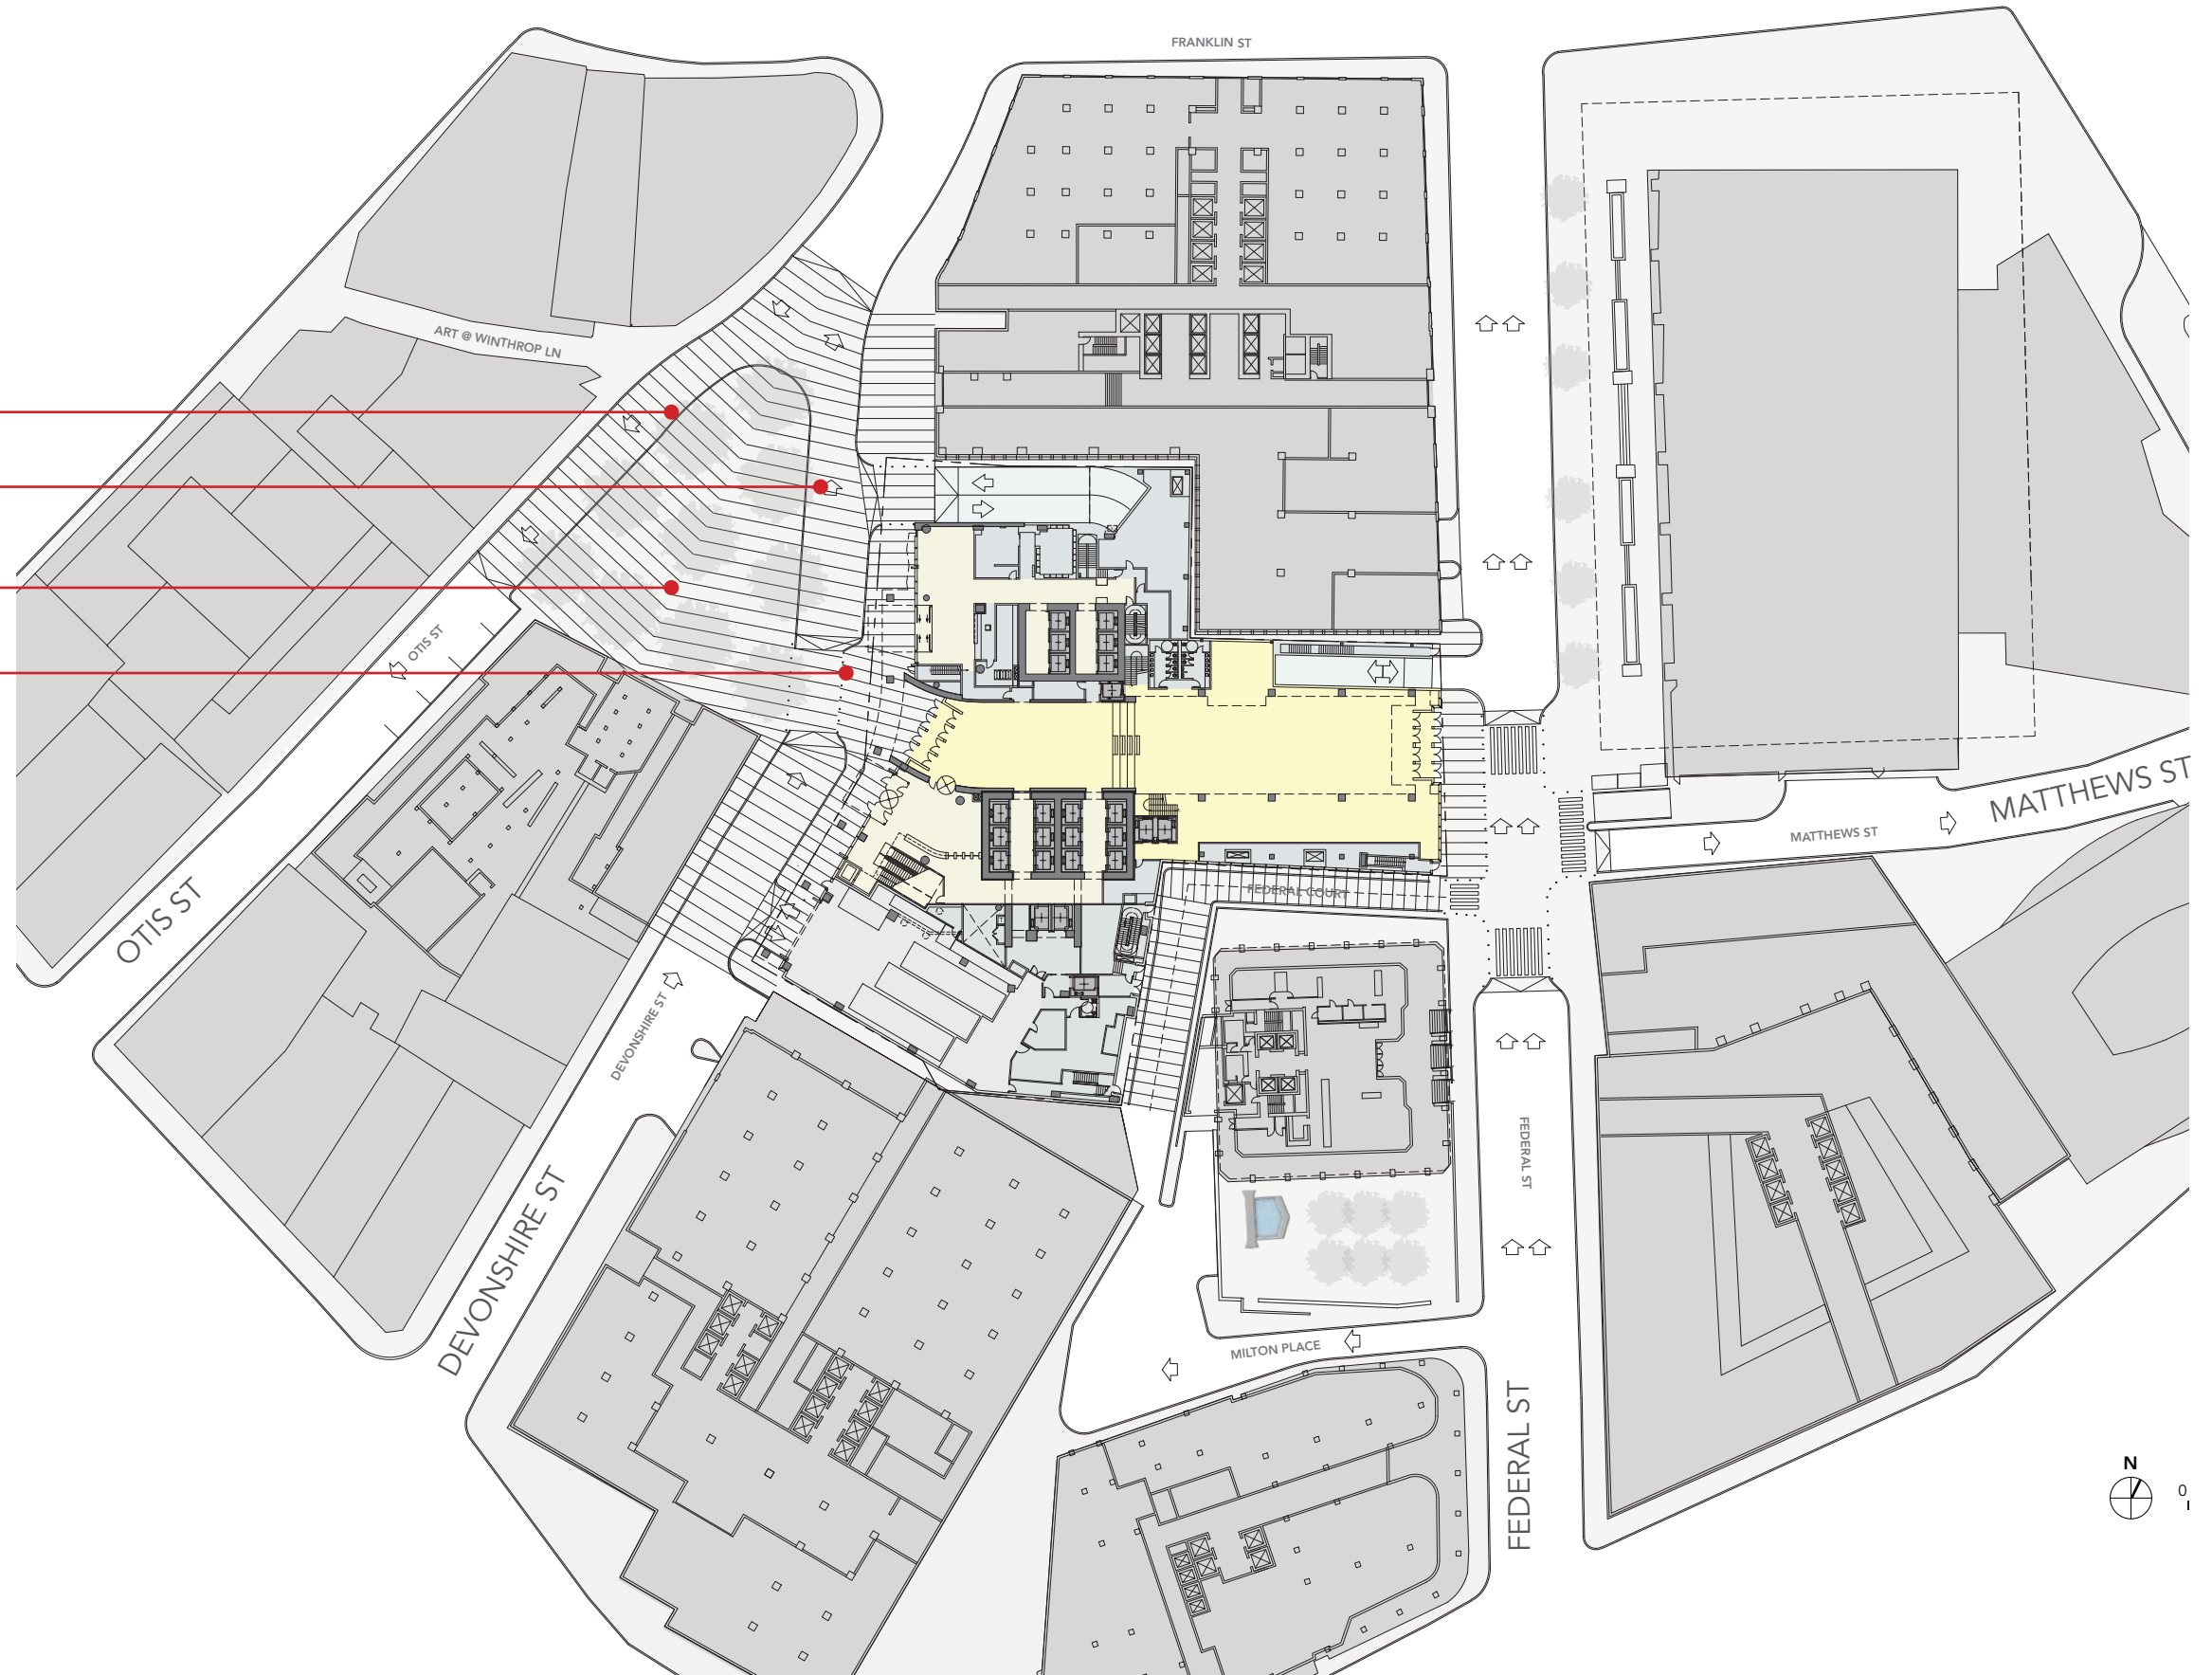 FRANKLIN ST
ART @ WINTHROP LN
OTIS ST
MATTHEWS ST
MATTHEWS ST
FEDERAL COURT
OTIS ST
DEVONSHIRE ST
FEDERAL ST
DEVONSHIRE ST
MILTON PLACE
FEDERAL ST
N
0